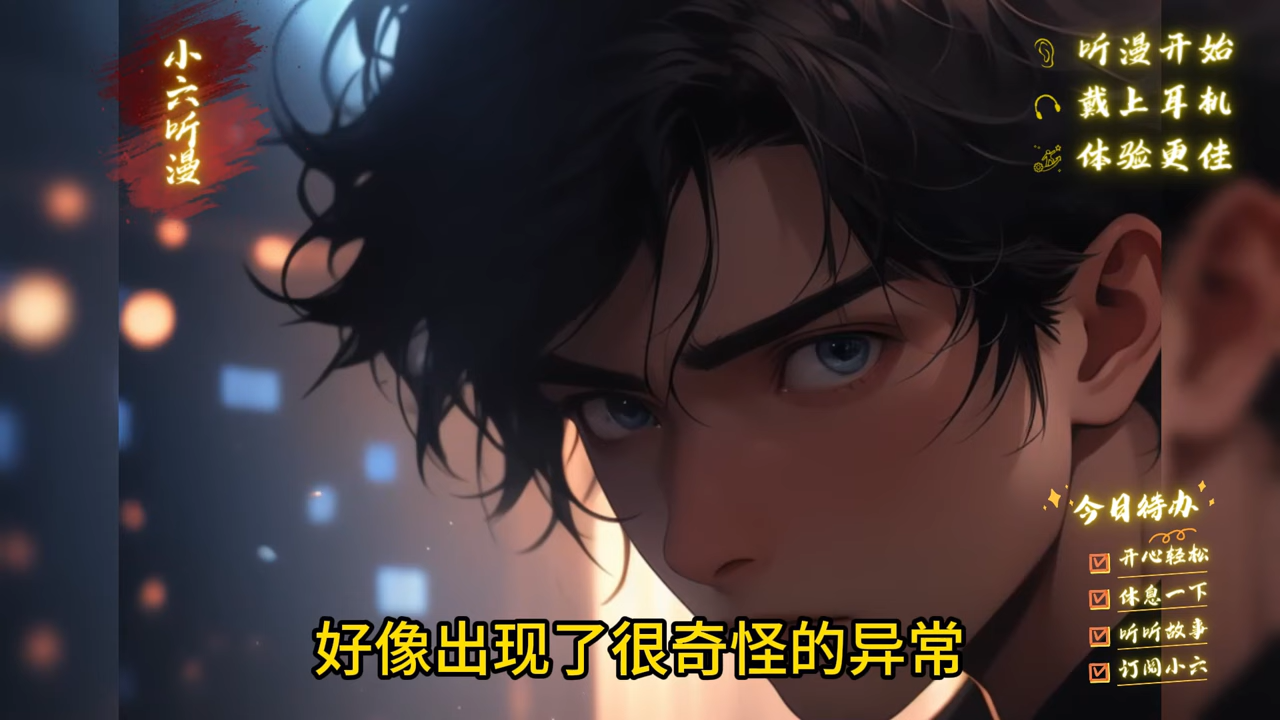 小六听漫
听漫开始
戴上耳机
体验更佳
今日待办
开心轻松
休息一下
听听故事
订阅小六
好像出现了很奇怪的异常